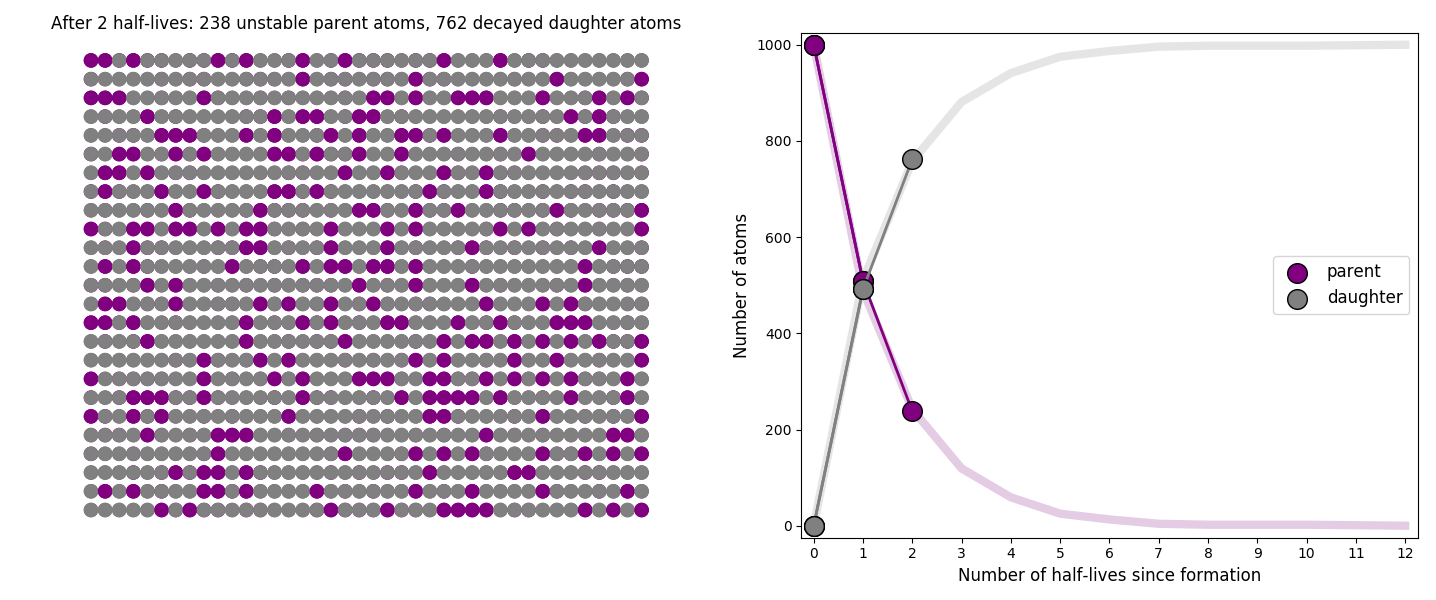 After 2 half-lives: 238 unstable parent atoms, 762 decayed daughter atoms
1000
800
600
400
200
0
Number of atoms
parent
daughter
0 1 2 3 4 5 6 7 8 9 10 11 12
Number of half-lives since formation